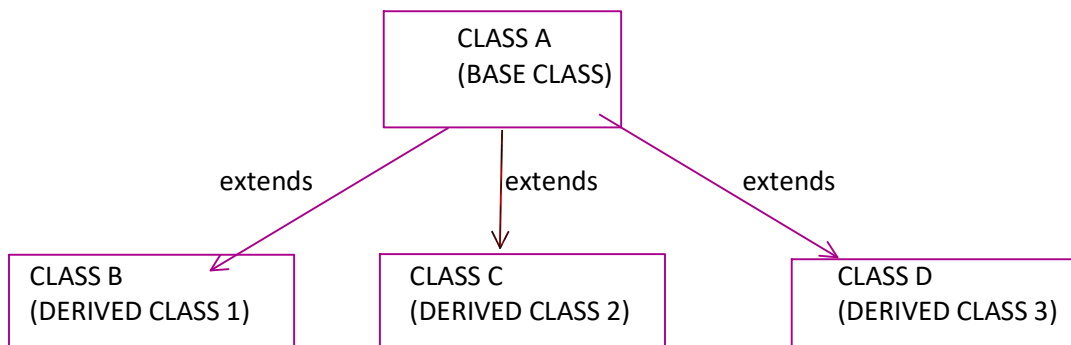 CLASS A
(BASE CLASS)
extends
extends
extends
CLASS B
(DERIVED CLASS 1)
CLASS C
(DERIVED CLASS 2)
CLASS D
(DERIVED CLASS 3)